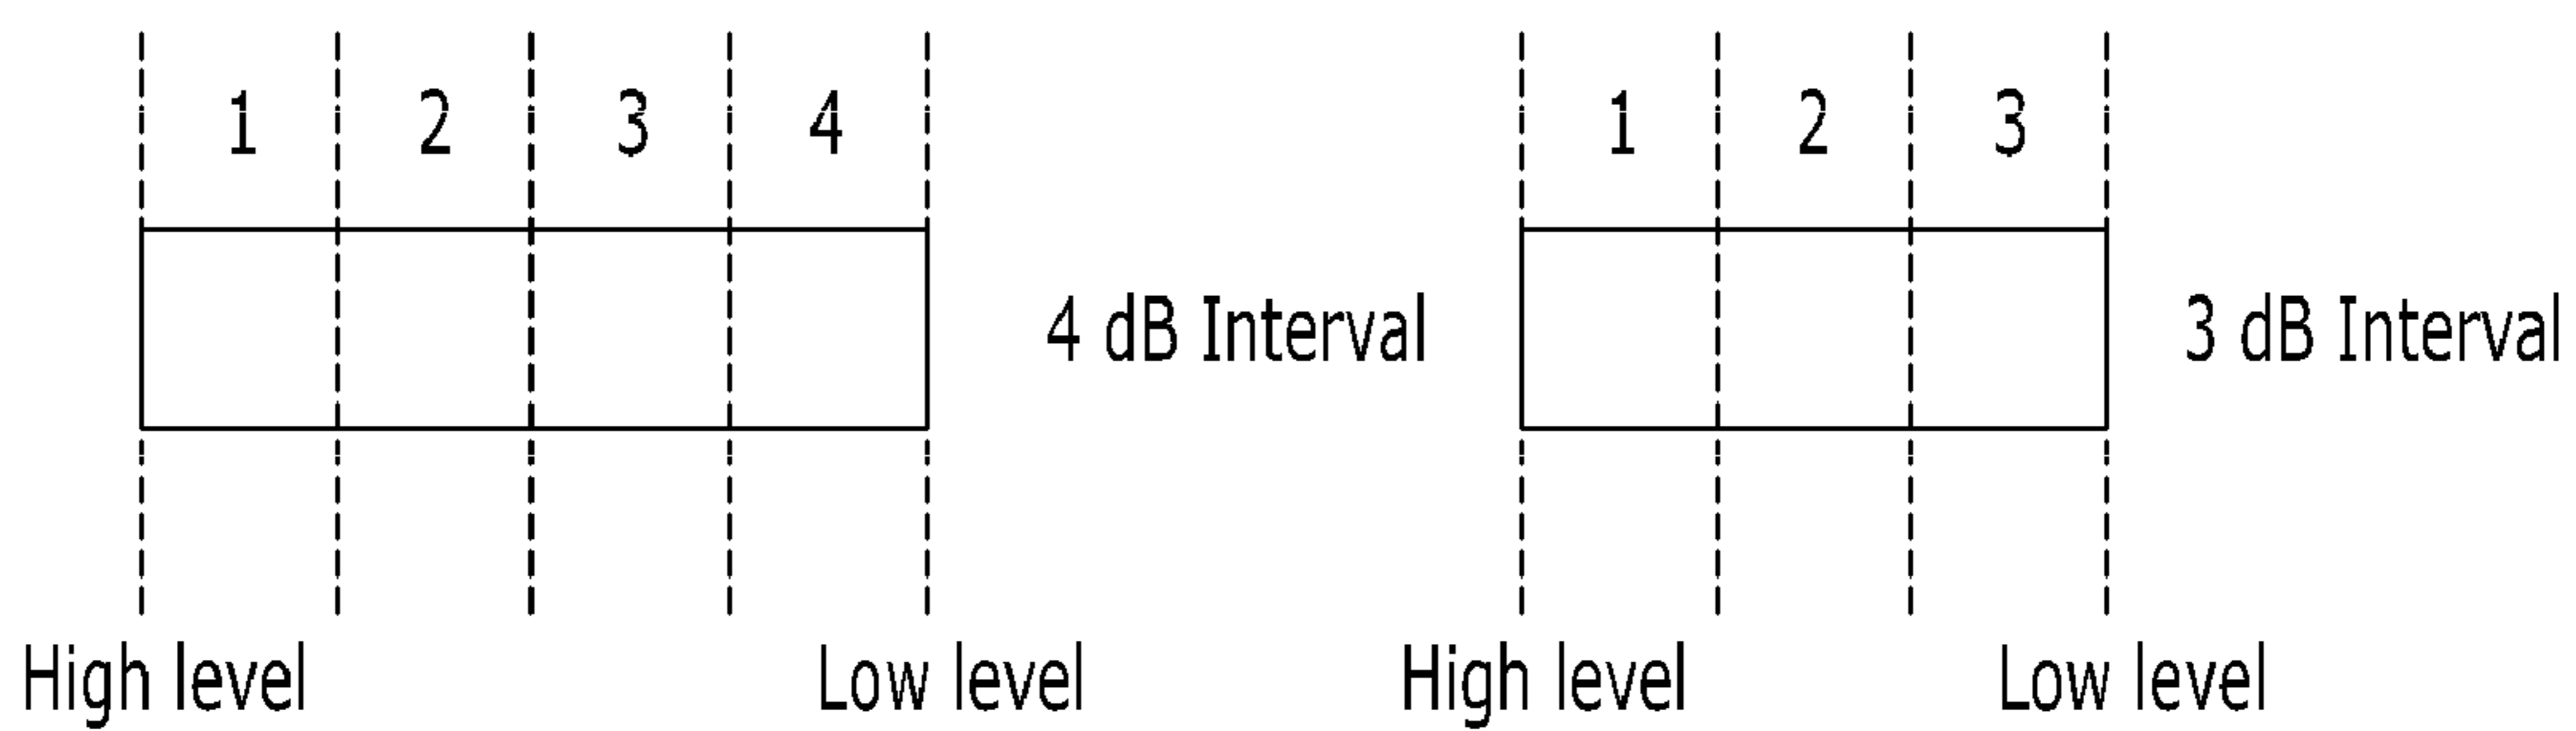 1 2 3 4
4 dB Interval
High level Low level
1 2 3
3 dB Interval
High level Low level